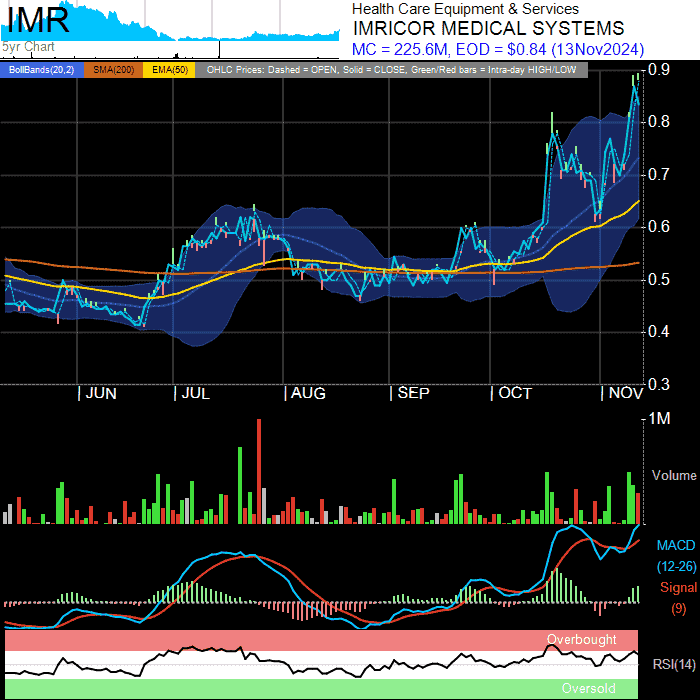 IMR
5yr Chart
Health Care Equipment & Services
IMRICOR MEDICAL SYSTEMS
MC = 225.6M, EOD = $0.84 (13Nov2024)
BollBands(20,2) SMA(200) EMA(50) OHLC Prices: Dashed = OPEN, Solid = CLOSE, Green/Red bars = Intra-day HIGH/LOW
0.9
0.8
0.7
0.6
0.5
0.4
0.3
| JUN | JUL | AUG | SEP | OCT | NOV
1M
Volume
MACD
(12-26)
Signal
(9)
Overbought
RSI(14)
Oversold